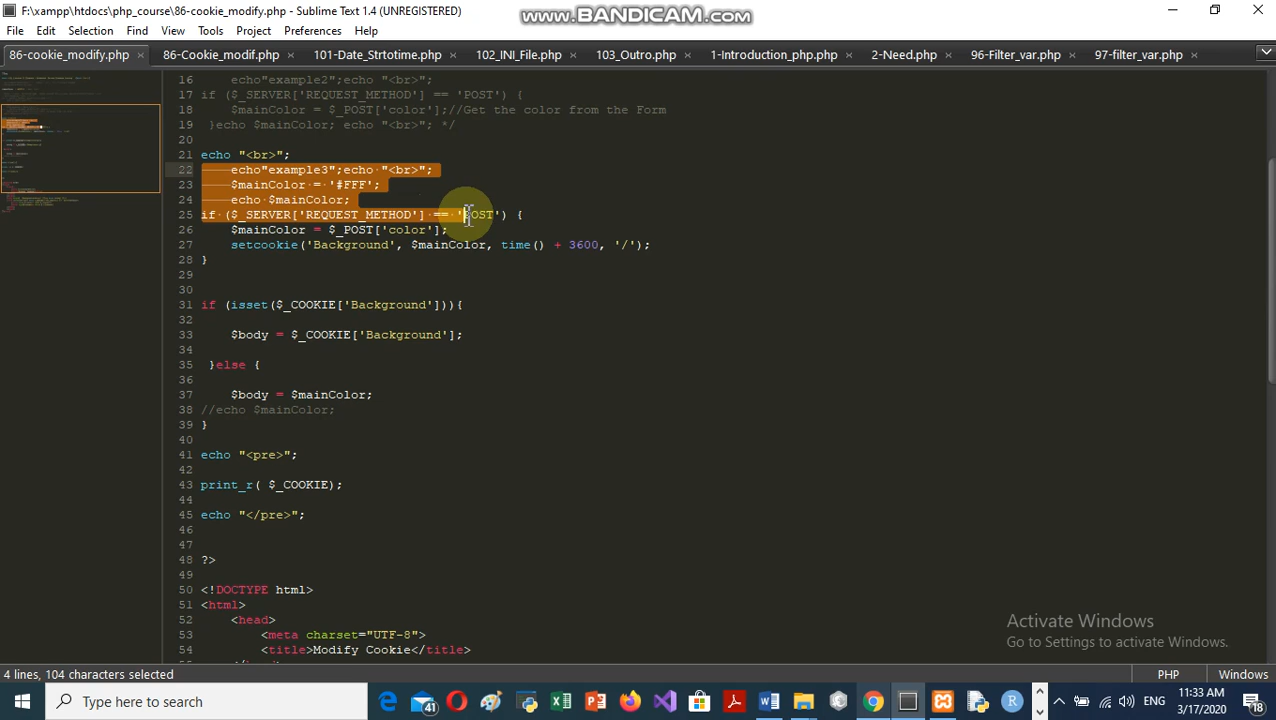 F:\xampp\htdocs\php_course\86-cookie_modify.php - Sublime Text 1.4 (UNREGISTERED)
www.BANDICAM.com
File Edit Selection Find View Goto Tools Project Preferences Help
86-cookie_modify.php × 86-Cookie_modif.php × 101-Date_Strtotime.php × 102_INI_File.php × 103_Outro.php × 1-Introduction_php.php × 2-Need.php × 96-Filter_var.php × 97-filter_var.php ×
16 echo"example2";echo "<br>";
17 if ($_SERVER['REQUEST_METHOD'] == 'POST') {
18 $mainColor = $_POST['color'];//Get the color from the Form
19 }echo $mainColor; echo "<br>"; */
20
21 echo "<br>";
22 echo"example3";echo "<br>";
23 $mainColor = '#FFF';
24 echo $mainColor;
25 if ($_SERVER['REQUEST_METHOD'] == 'POST') {
26 $mainColor = $_POST['color'];
27 setcookie('Background', $mainColor, time() + 3600, '/');
28 }
29
30
31 if (isset($_COOKIE['Background'])){
32
33 $body = $_COOKIE['Background'];
34
35 }else {
36
37 $body = $mainColor;
38 //echo $mainColor;
39 }
40
41 echo "<pre>";
42
43 print_r( $_COOKIE);
44
45 echo "</pre>";
46
47
48 ?>
49
50 <!DOCTYPE html>
51 <html>
52 <head>
53 <meta charset="UTF-8">
54 <title>Modify Cookie</title>
Activate Windows
Go to Settings to activate Windows.
4 lines, 104 characters selected PHP Windows
Type here to search
41
ENG
11:33 AM
3/17/2020
18